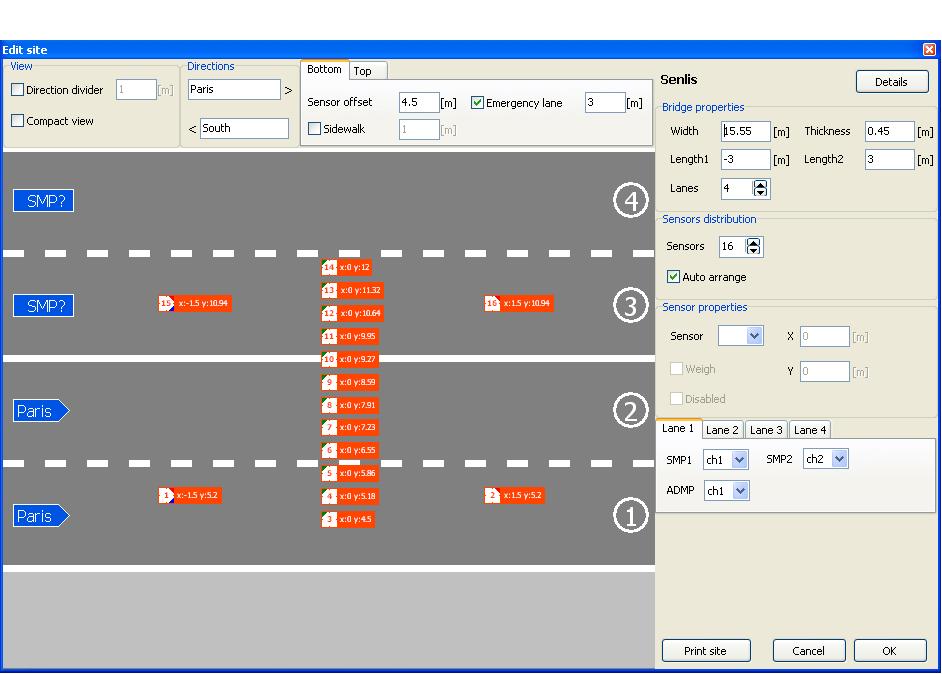 Edit site
View
Direction divider 1 [m]
Compact view
Directions
Paris >
< South
Bottom Top
Sensor offset 4.5 [m] Emergency lane 3 [m]
Sidewalk 1 [m]
Senlis Details
Bridge properties
Width 15.55 [m] Thickness 0.45 [m]
Length1 -3 [m] Length2 3 [m]
Lanes 4
Sensors distribution
Sensors 16
Auto arrange
Sensor properties
Sensor X 0 [m]
Weigh Y 0 [m]
Disabled
Lane 1 Lane 2 Lane 3 Lane 4
SMP1 ch1 SMP2 ch2
ADMP ch1
SMP? 4
14 x:0 y:12
13 x:0 y:11.32
SMP? 15 x:-1.5 y:10.94 16 x:1.5 y:10.94 3
12 x:0 y:10.64
11 x:0 y:9.95
10 x:0 y:9.27
9 x:0 y:8.59
Paris 8 x:0 y:7.91 2
7 x:0 y:7.23
6 x:0 y:6.55
5 x:0 y:5.86
1 x:-1.5 y:5.2 4 x:0 y:5.18 2 x:1.5 y:5.2
Paris 3 x:0 y:4.5 1
Print site Cancel OK